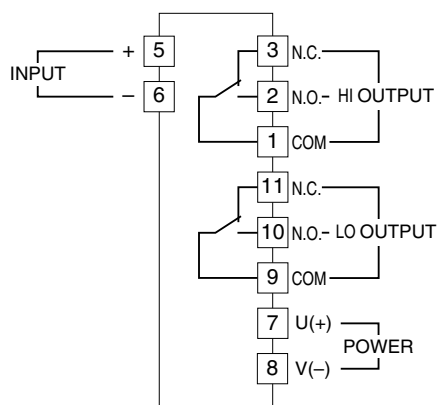 INPUT
+ 5
− 6
3 N.C.
2 N.O. HI OUTPUT
1 COM
11 N.C.
10 N.O. LO OUTPUT
9 COM
7 U(+)
POWER
8 V(−)